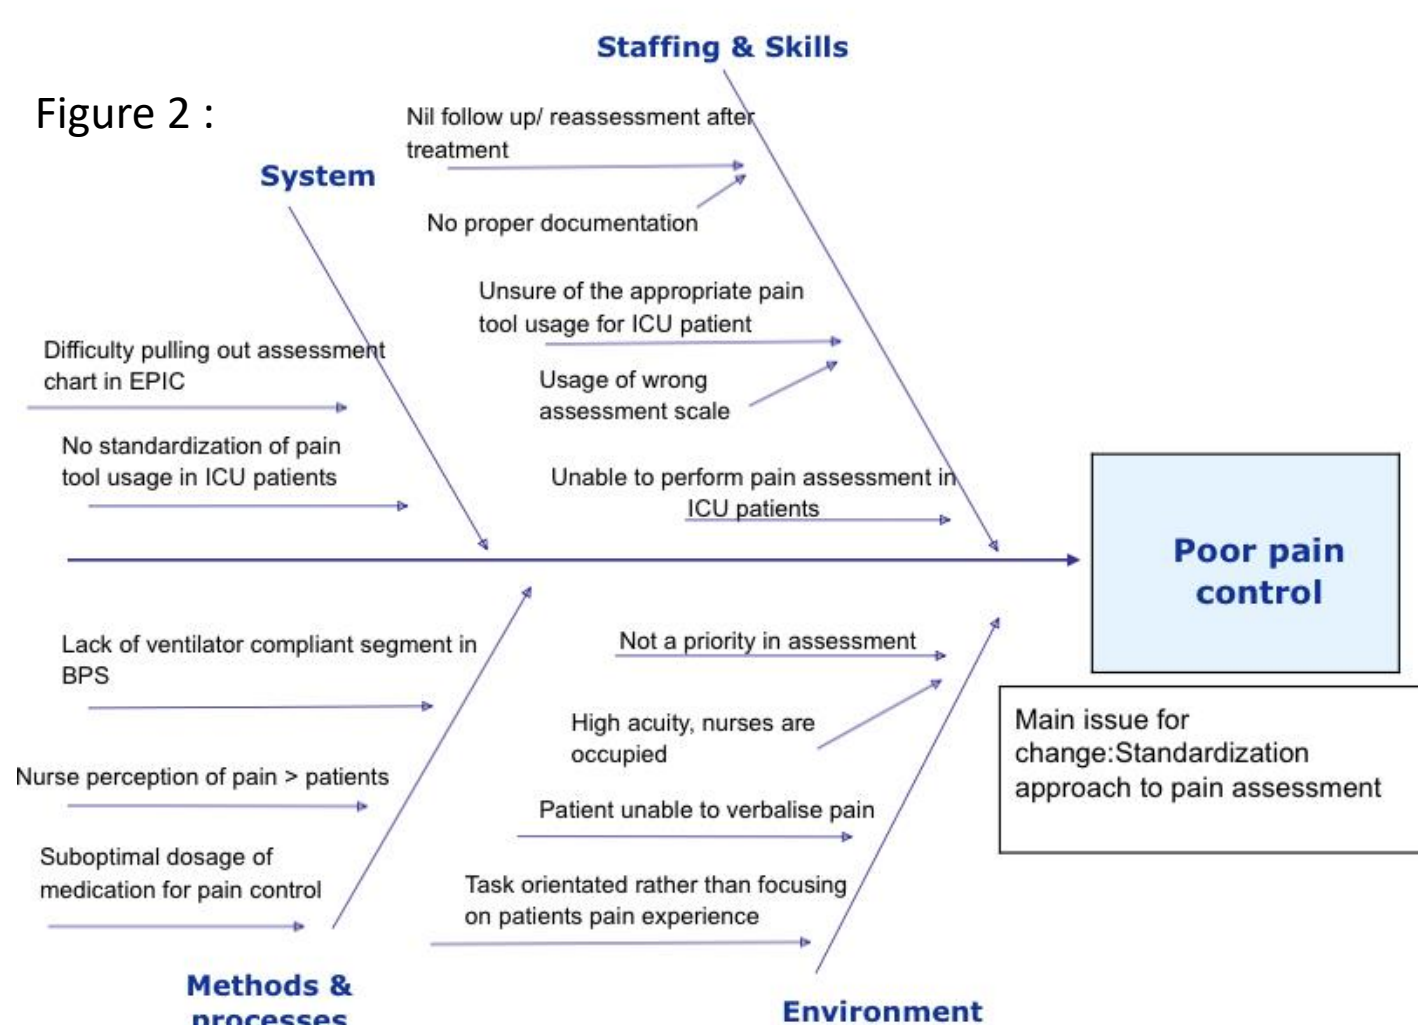 Staffing & Skills
Figure 2 :
Nil follow up/ reassessment after
treatment
System
No proper documentation
Unsure of the appropriate pain
tool usage for ICU patient
Difficulty pulling out assessment
chart in EPIC
Usage of wrong
assessment scale
No standardization of pain
tool usage in ICU patients
Unable to perform pain assessment in
ICU patients
Poor pain
control
Lack of ventilator compliant segment in
BPS
Not a priority in assessment
Main issue for
change:Standardization
approach to pain assessment
High acuity, nurses are
occupied
Nurse perception of pain > patients
Patient unable to verbalise pain
Suboptimal dosage of
medication for pain control
Task orientated rather than focusing
on patients pain experience
Methods &
processes
Environment